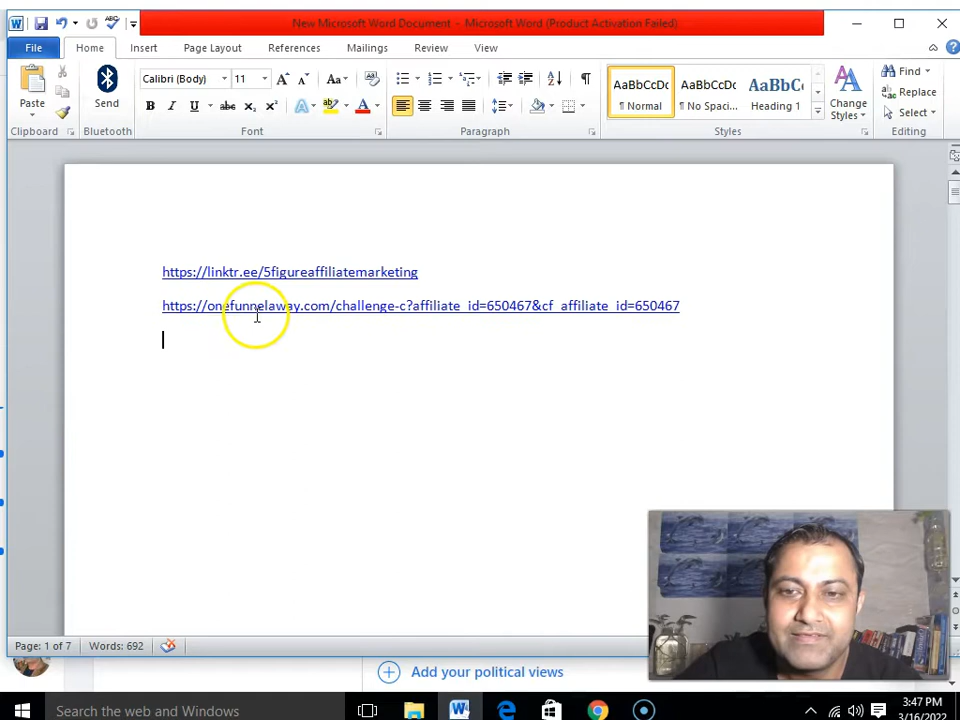 New Microsoft Word Document - Microsoft Word (Product Activation Failed)
File Home Insert Page Layout References Mailings Review View
Paste
Clipboard
Send
Bluetooth
Calibri (Body) 11
Font
Paragraph
AaBbCcDc AaBbCcDc AaBbC
¶ Normal ¶ No Spaci... Heading 1
Change Styles
Styles
Find
Replace
Select
Editing
https://linktr.ee/5figureaffiliatemarketing
https://onefunnelaway.com/challenge-c?affiliate_id=650467&cf_affiliate_id=650467
Page: 1 of 7 Words: 692
Add your political views
Search the web and Windows
3:47 PM
3/16/2022